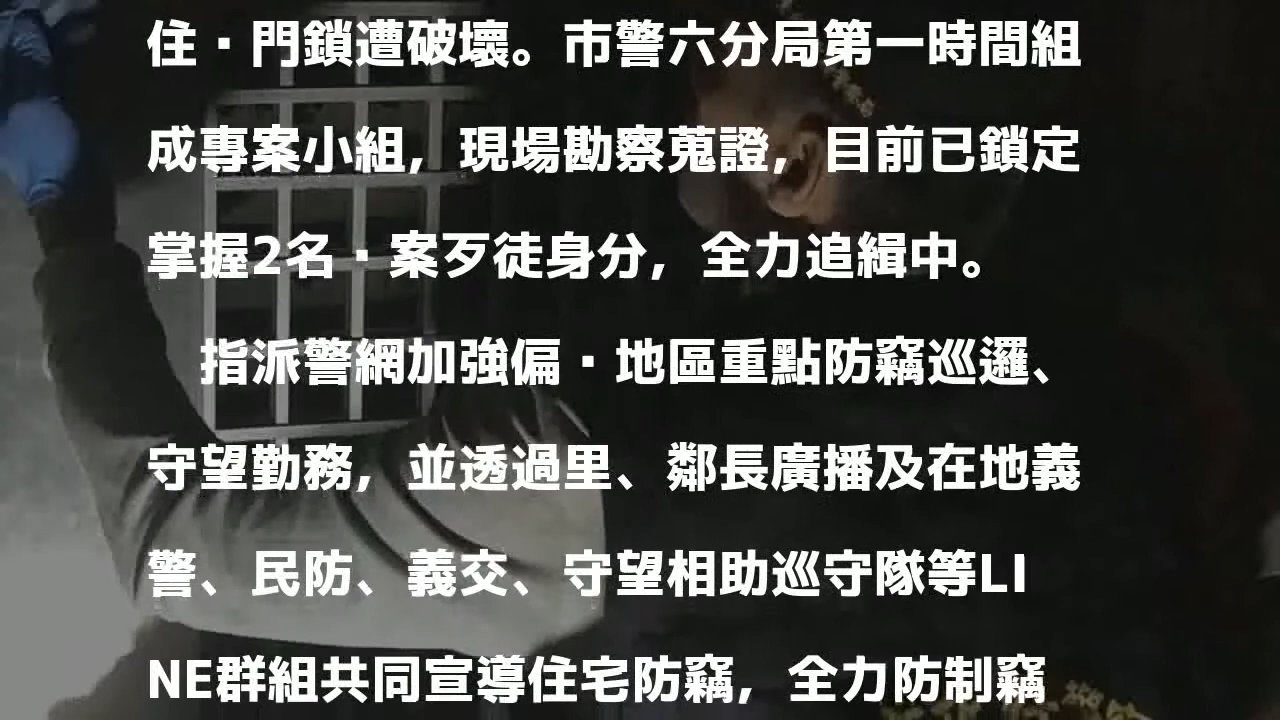 住▪門鎖遭破壞。市警六分局第一時間組
成專案小組，現場勘察蒐證，目前已鎖定
掌握2名▪案歹徒身分，全力追緝中。
指派警網加強偏▪地區重點防竊巡邏、
守望勤務，並透過里、鄰長廣播及在地義
警、民防、義交、守望相助巡守隊等LI
NE群組共同宣導住宅防竊，全力防制竊